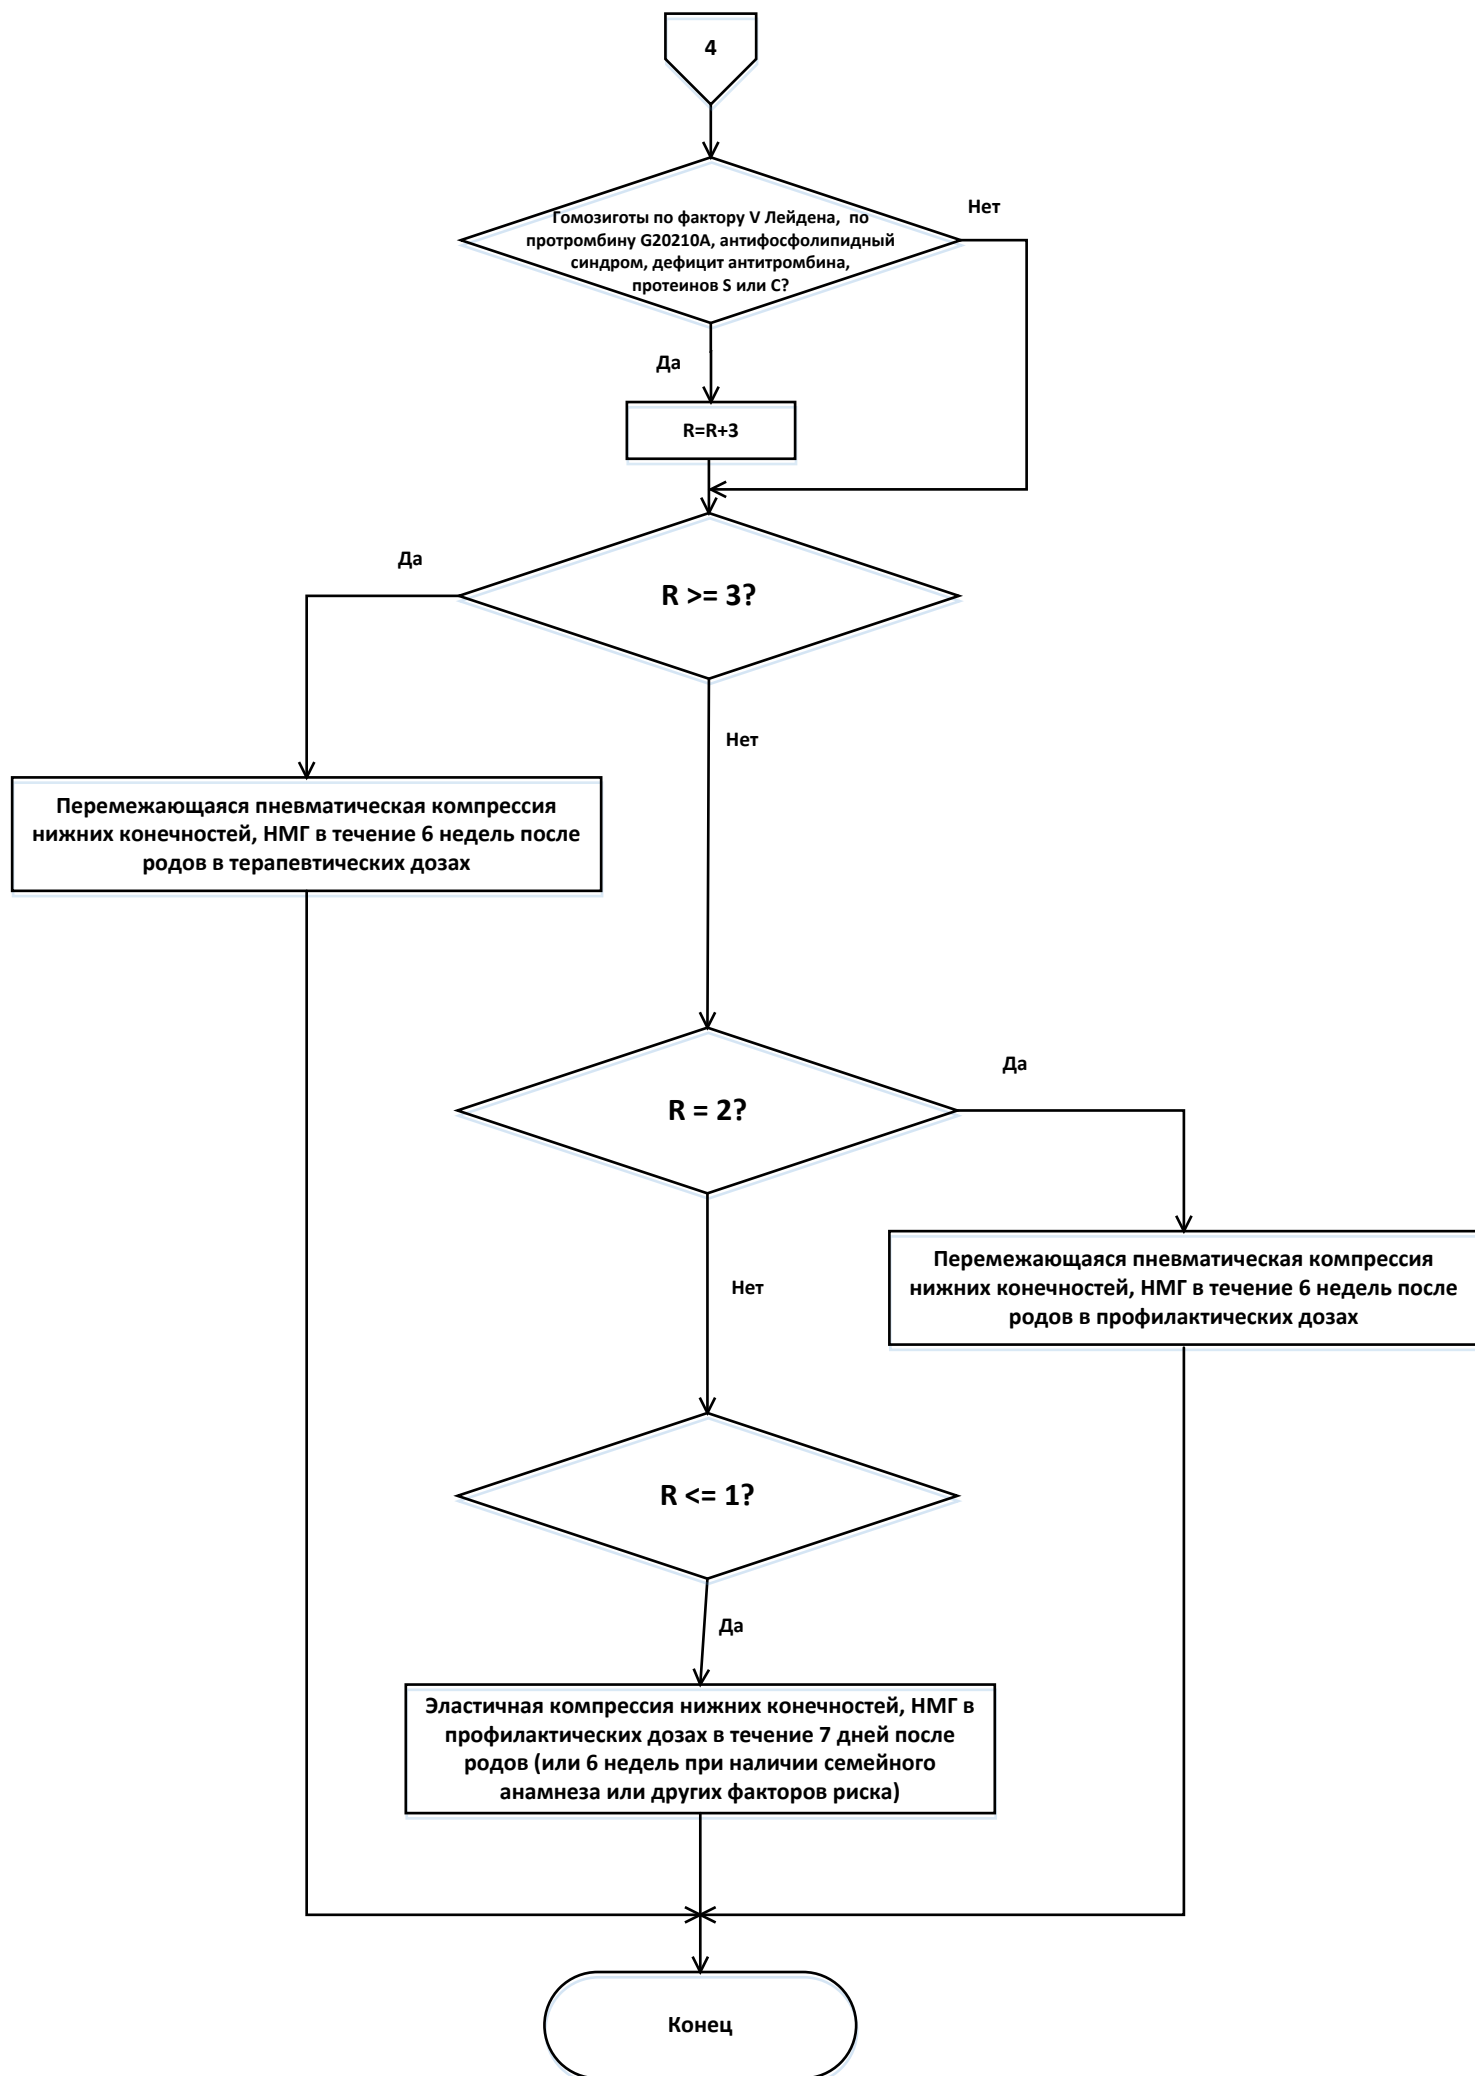 4
Гомозиготы по фактору V Лейдена, по
протромбину G20210A, антифосфолипидный
синдром, дефицит антитромбина,
протеинов S или C?
Нет
Да
R=R+3
Да
R >= 3?
Нет
Перемежающаяся пневматическая компрессия
нижних конечностей, НМГ в течение 6 недель после
родов в терапевтических дозах
Да
R = 2?
Перемежающаяся пневматическая компрессия
нижних конечностей, НМГ в течение 6 недель после
родов в профилактических дозах
Нет
R <= 1?
Да
Эластичная компрессия нижних конечностей, НМГ в
профилактических дозах в течение 7 дней после
родов (или 6 недель при наличии семейного
анамнеза или других факторов риска)
Конец